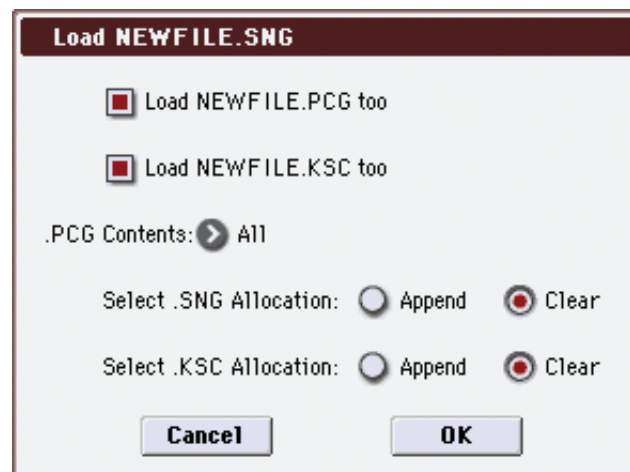 Load NEWFILE.SNG
Load NEWFILE.PCG too
Load NEWFILE.KSC too
.PCG Contents: All
Select .SNG Allocation: Append Clear
Select .KSC Allocation: Append Clear
Cancel OK